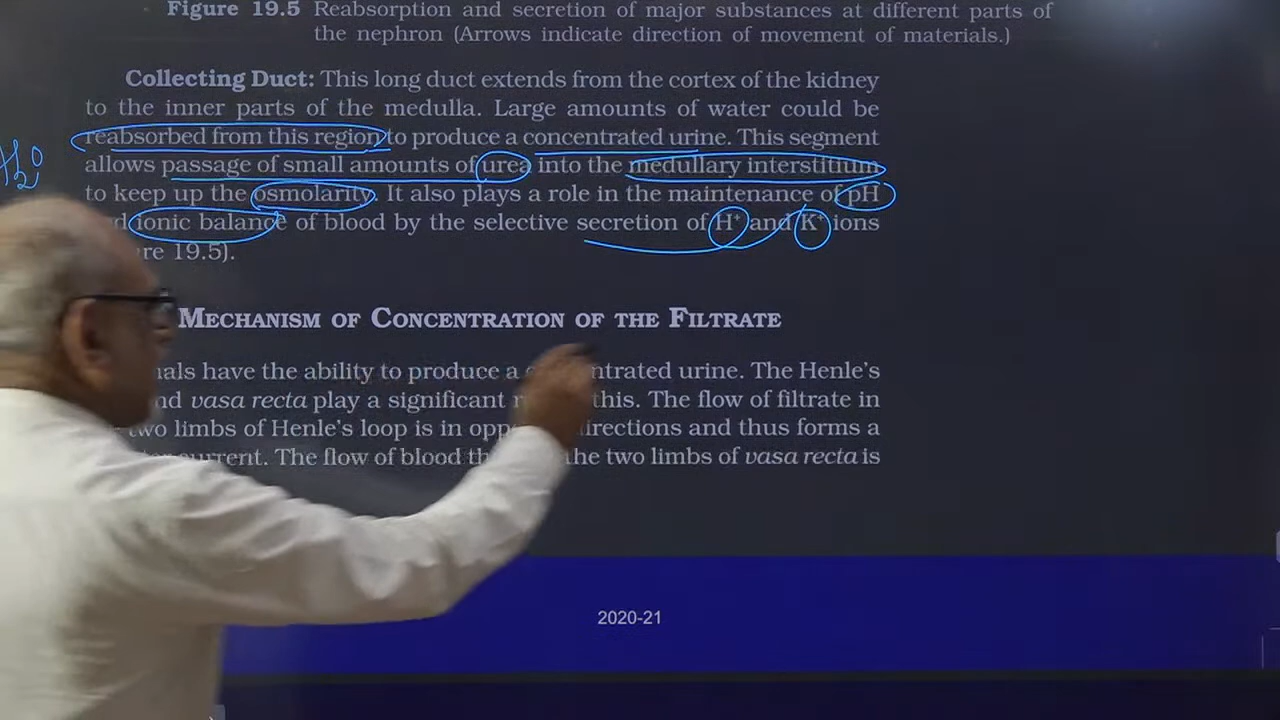 Figure 19.5 Reabsorption and secretion of major substances at different parts of
the nephron (Arrows indicate direction of movement of materials.)
Collecting Duct: This long duct extends from the cortex of the kidney
to the inner parts of the medulla. Large amounts of water could be
reabsorbed from this region to produce a concentrated urine. This segment
H₂O
allows passage of small amounts of urea into the medullary interstitium
to keep up the osmolarity. It also plays a role in the maintenance of pH
ionic balance of blood by the selective secretion of H⁺ and K⁺ ions
19.5).
MECHANISM OF CONCENTRATION OF THE FILTRATE
have the ability to produce a urine. The Henle's
vasa recta play a significant this. The flow of filtrate in
two limbs of Henle's loop is in directions and thus forms a
current. The flow of blood the two limbs of vasa recta is
2020-21